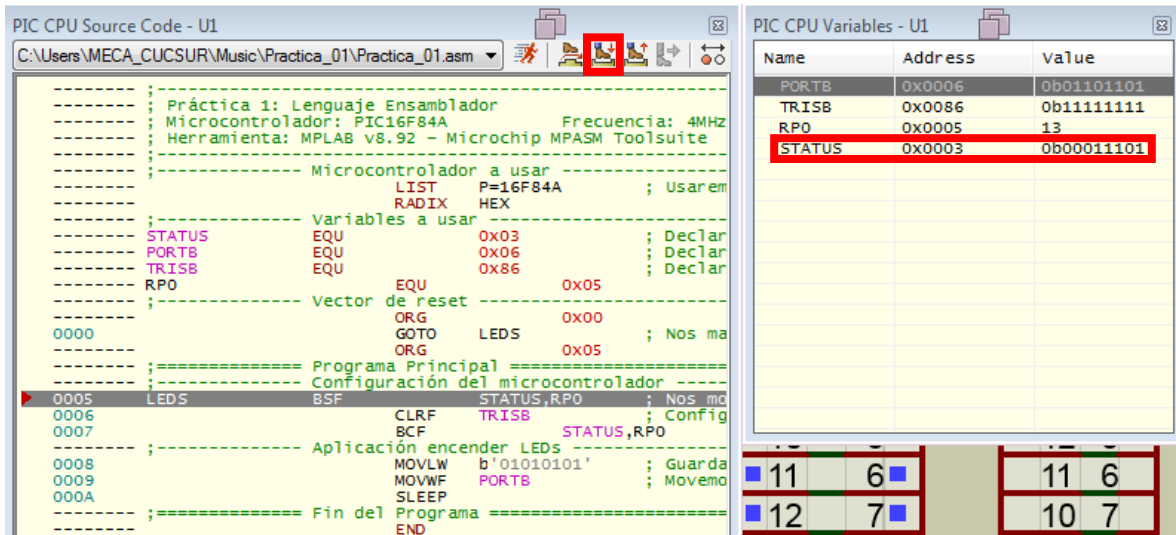 PIC CPU Source Code - U1
C:\Users\MECA_CUCSUR\Music\Practica_01\Practica_01.asm
-------- ;------------------------------------------------------
-------- ; Práctica 1: Lenguaje Ensamblador
-------- ; Microcontrolador: PIC16F84A Frecuencia: 4MHz
-------- ; Herramienta: MPLAB v8.92 – Microchip MPASM Toolsuite
-------- ;------------------------------------------------------
-------- ;-------------- Microcontrolador a usar ----------------
-------- LIST P=16F84A ; Usarem
-------- RADIX HEX
-------- ;-------------- Variables a usar -----------------------
-------- STATUS EQU 0x03 ; Declar
-------- PORTB EQU 0x06 ; Declar
-------- TRISB EQU 0x86 ; Declar
-------- RP0 EQU 0x05
-------- ;-------------- Vector de reset ------------------------
-------- ORG 0x00
0000 GOTO LEDS ; Nos ma
-------- ORG 0x05
-------- ;============== Programa Principal =====================
-------- ;-------------- Configuración del microcontrolador -----
0005 LEDS BSF STATUS,RP0 ; Nos mo
0006 CLRF TRISB ; Config
0007 BCF STATUS,RP0
-------- ;-------------- Aplicación encender LEDs ---------------
0008 MOVLW b'01010101' ; Guarda
0009 MOVWF PORTB ; Movemo
000A SLEEP
-------- ;============== Fin del Programa =======================
-------- END
PIC CPU Variables - U1
Name Address Value
PORTB 0x0006 0b01101101
TRISB 0x0086 0b11111111
RP0 0x0005 13
STATUS 0x0003 0b00011101
11 6 11 6
12 7 10 7